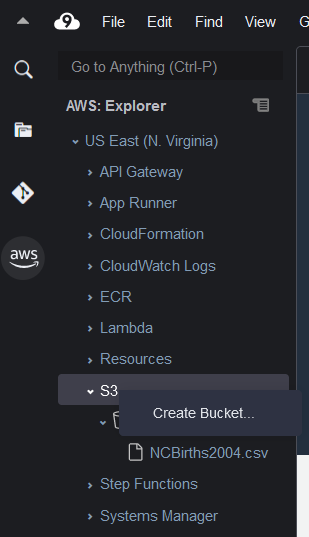 9 File Edit Find View G
Go to Anything (Ctrl-P)
AWS: Explorer
US East (N. Virginia)
API Gateway
App Runner
CloudFormation
aws
CloudWatch Logs
ECR
Lambda
Resources
S3
Create Bucket...
NCBirths2004.csv
Step Functions
Systems Manager